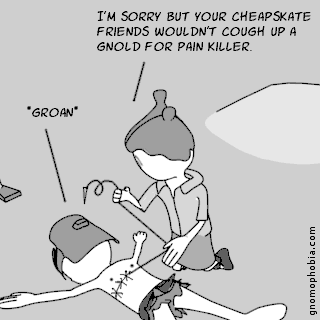 I'M SORRY BUT YOUR CHEAPSKATE
FRIENDS WOULDN'T COUGH UP A
GNOLD FOR PAIN KILLER.
*GROAN*
gnomophobia.com